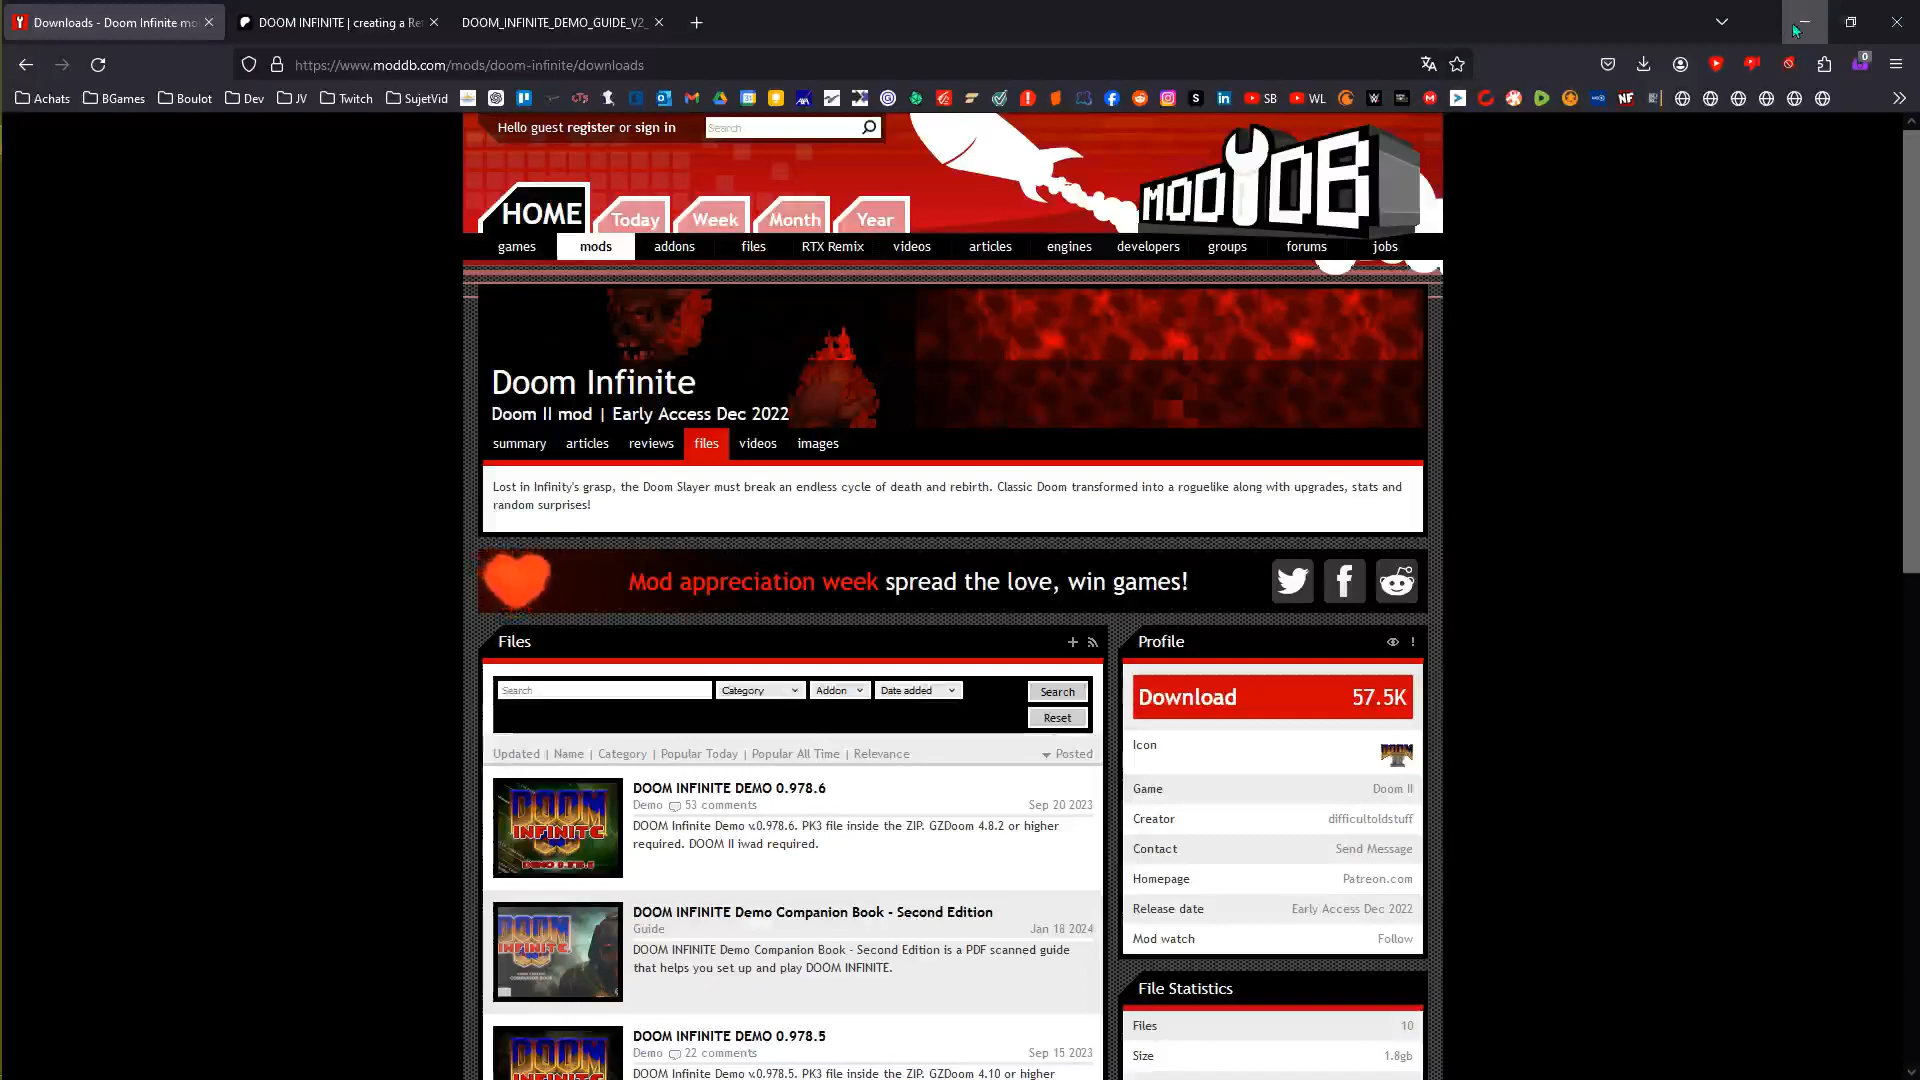 Downloads - Doom Infinite mo
DOOM INFINITE | creating a Re
DOOM_INFINITE_DEMO_GUIDE_V2_
https://www.moddb.com/mods/doom-infinite/downloads
0
Achats
BGames
Boulot
Dev
JV
Twitch
SujetVid
SB
WL
Hello guest register or sign in
Search
MOD DB
HOME
Today
Week
Month
Year
games
mods
addons
files
RTX Remix
videos
articles
engines
developers
groups
forums
jobs
Doom Infinite
Doom II mod | Early Access Dec 2022
summary
articles
reviews
files
videos
images
Lost in Infinity's grasp, the Doom Slayer must break an endless cycle of death and rebirth. Classic Doom transformed into a roguelike along with upgrades, stats and
random surprises!
Mod appreciation week spread the love, win games!
Files
Search
Category
Addon
Date added
Search
Reset
Updated | Name | Category | Popular Today | Popular All Time | Relevance
Posted
DOOM INFINITE DEMO 0.978.6
Demo 53 comments
Sep 20 2023
DOOM Infinite Demo v.0.978.6. PK3 file inside the ZIP. GZDoom 4.8.2 or higher
required. DOOM II iwad required.
DOOM INFINITE Demo Companion Book - Second Edition
Guide
Jan 18 2024
DOOM INFINITE Demo Companion Book - Second Edition is a PDF scanned guide
that helps you set up and play DOOM INFINITE.
DOOM INFINITE DEMO 0.978.5
Demo 22 comments
Sep 15 2023
DOOM Infinite Demo v.0.978.5. PK3 file inside the ZIP. GZDoom 4.10 or higher
Profile
Download 57.5K
Icon
Game Doom II
Creator difficultoldstuff
Contact Send Message
Homepage Patreon.com
Release date Early Access Dec 2022
Mod watch Follow
File Statistics
Files 10
Size 1.8gb